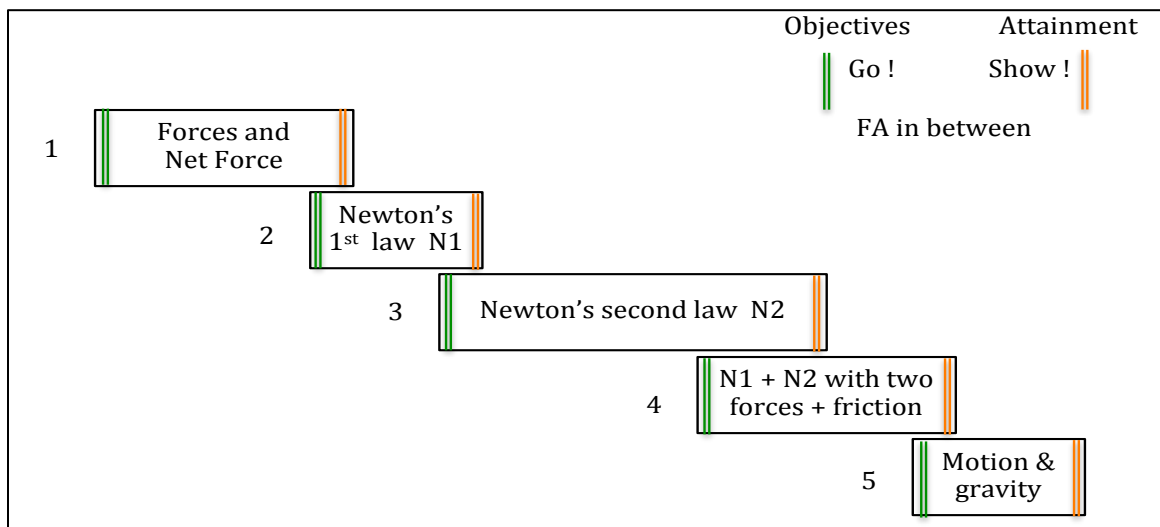 Objectives Attainment
Go ! Show !
FA in between
1 Forces and
Net Force
2 Newton’s
1st law N1
3 Newton’s second law N2
4 N1 + N2 with two
forces + friction
5 Motion &
gravity